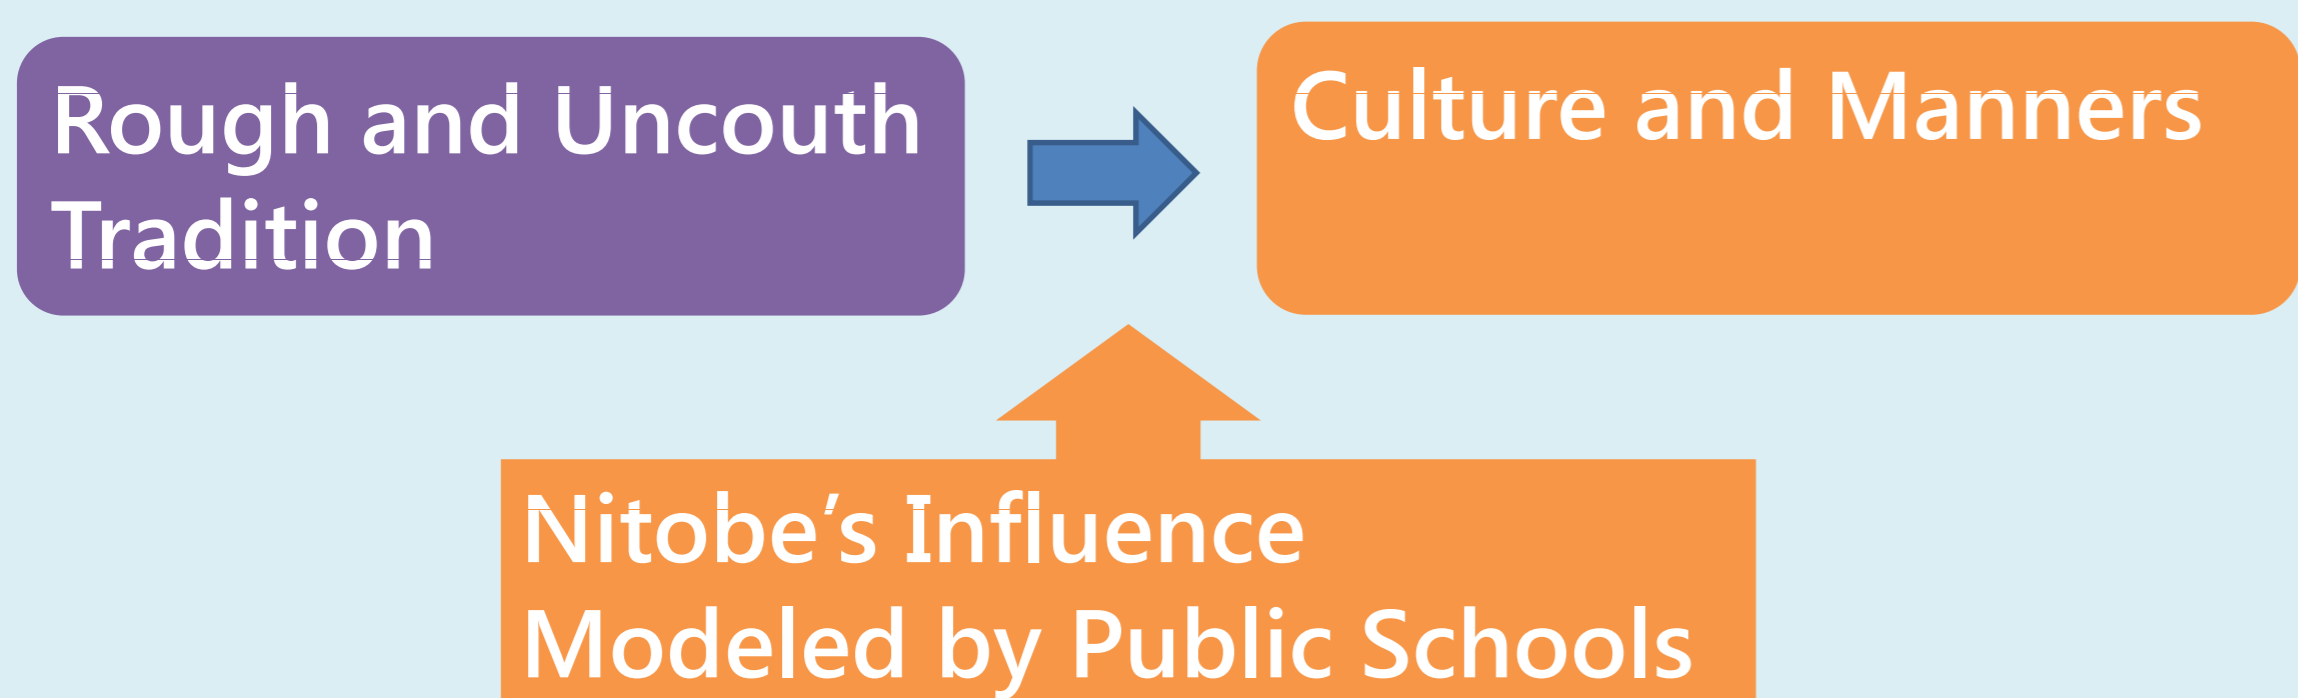 Rough and Uncouth
Tradition
Culture and Manners
Nitobe’s Influence
Modeled by Public Schools